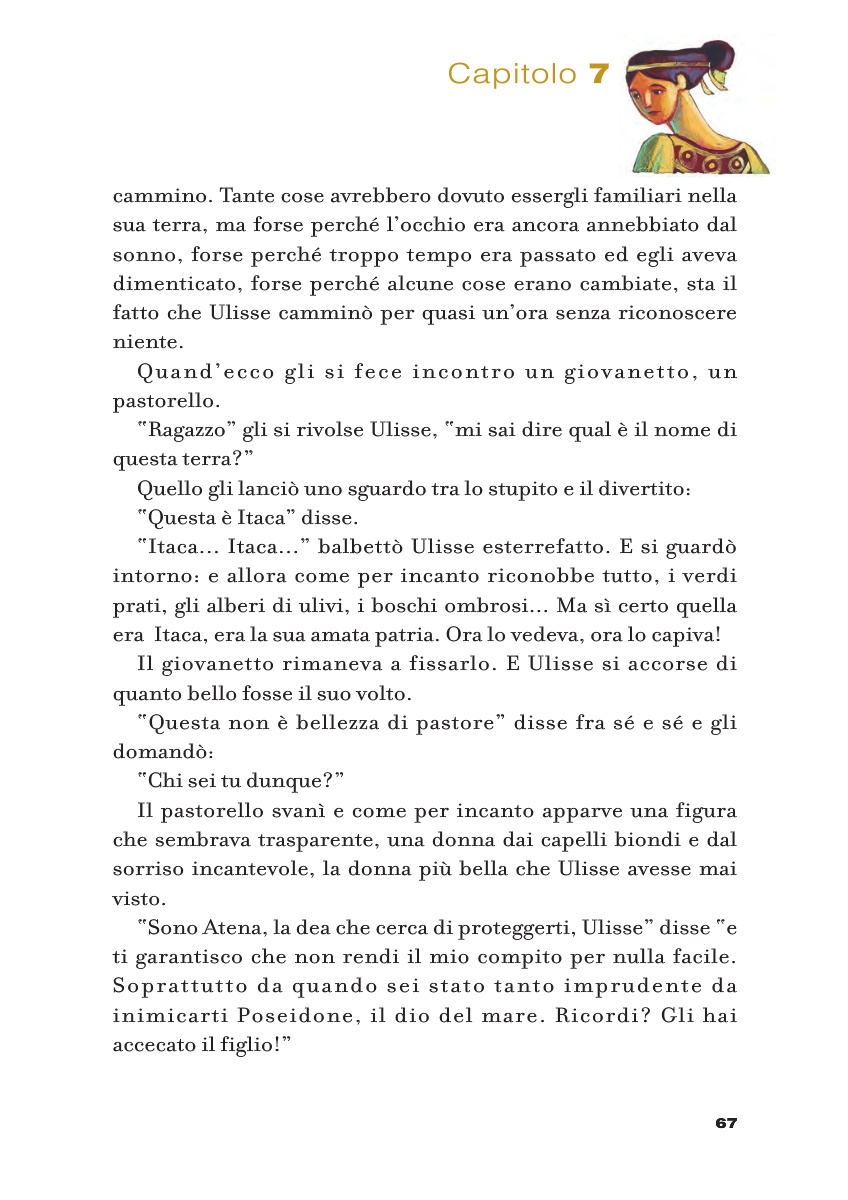 Capitolo 7
cammino. Tante cose avrebbero dovuto essergli familiari nella
sua terra, ma forse perché l’occhio era ancora annebbiato dal
sonno, forse perché troppo tempo era passato ed egli aveva
dimenticato, forse perché alcune cose erano cambiate, sta il
fatto che Ulisse camminò per quasi un’ora senza riconoscere
niente.
Quand’ecco gli si fece incontro un giovanetto, un
pastorello.
‟Ragazzo” gli si rivolse Ulisse, ‟mi sai dire qual è il nome di
questa terra?”
Quello gli lanciò uno sguardo tra lo stupito e il divertito:
‟Questa è Itaca” disse.
‟Itaca... Itaca...” balbettò Ulisse esterrefatto. E si guardò
intorno: e allora come per incanto riconobbe tutto, i verdi
prati, gli alberi di ulivi, i boschi ombrosi... Ma sì certo quella
era Itaca, era la sua amata patria. Ora lo vedeva, ora lo capiva!
Il giovanetto rimaneva a fissarlo. E Ulisse si accorse di
quanto bello fosse il suo volto.
‟Questa non è bellezza di pastore” disse fra sé e sé e gli
domandò:
‟Chi sei tu dunque?”
Il pastorello svanì e come per incanto apparve una figura
che sembrava trasparente, una donna dai capelli biondi e dal
sorriso incantevole, la donna più bella che Ulisse avesse mai
visto.
‟Sono Atena, la dea che cerca di proteggerti, Ulisse” disse ‟e
ti garantisco che non rendi il mio compito per nulla facile.
Soprattutto da quando sei stato tanto imprudente da
inimicarti Poseidone, il dio del mare. Ricordi? Gli hai
accecato il figlio!”
67